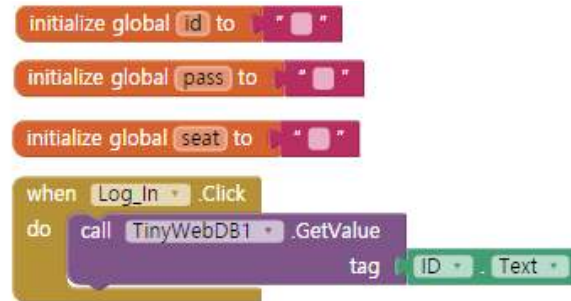 initialize global id to " "
initialize global pass to " "
initialize global seat to " "
when Log_In .Click
do call TinyWebDB1 .GetValue
tag ID . Text